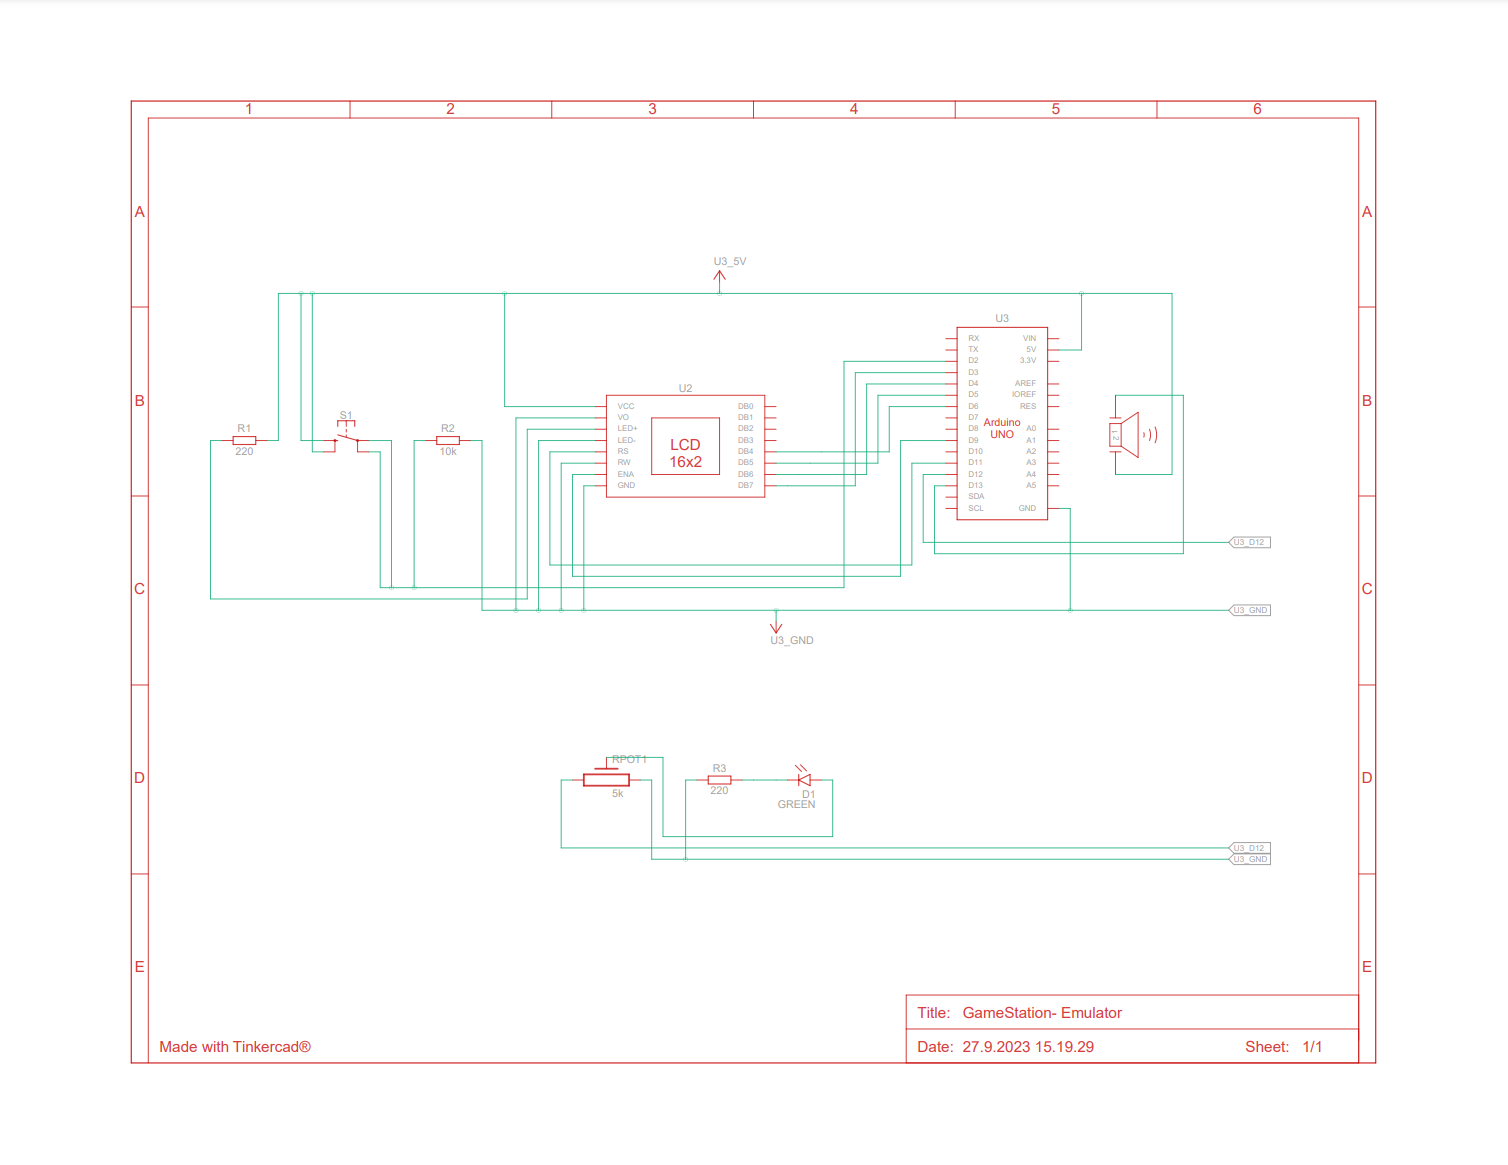 1 2 3 4 5 6
A A
U3_5V
U3
RX VIN
TX 5V
D2 3.3V
D3
D4 AREF
D5 IOREF
D6 RES
D7
D8 A0
D9 A1
D10 A2
D11 A3
D12 A4
D13 A5
SDA
SCL GND
Arduino
UNO
B B
U2
VCC DB0
VO DB1
LED+ DB2
LED- DB3
RS DB4
RW DB5
ENA DB6
GND DB7
LCD
16x2
R1
220
S1
R2
10k
1 2
U3_D12
C C
U3_GND
U3_GND
D D
RPOT1
5k
R3
220
D1
GREEN
U3_D12
U3_GND
E E
Title: GameStation- Emulator
Made with Tinkercad®
Date: 27.9.2023 15.19.29 Sheet: 1/1